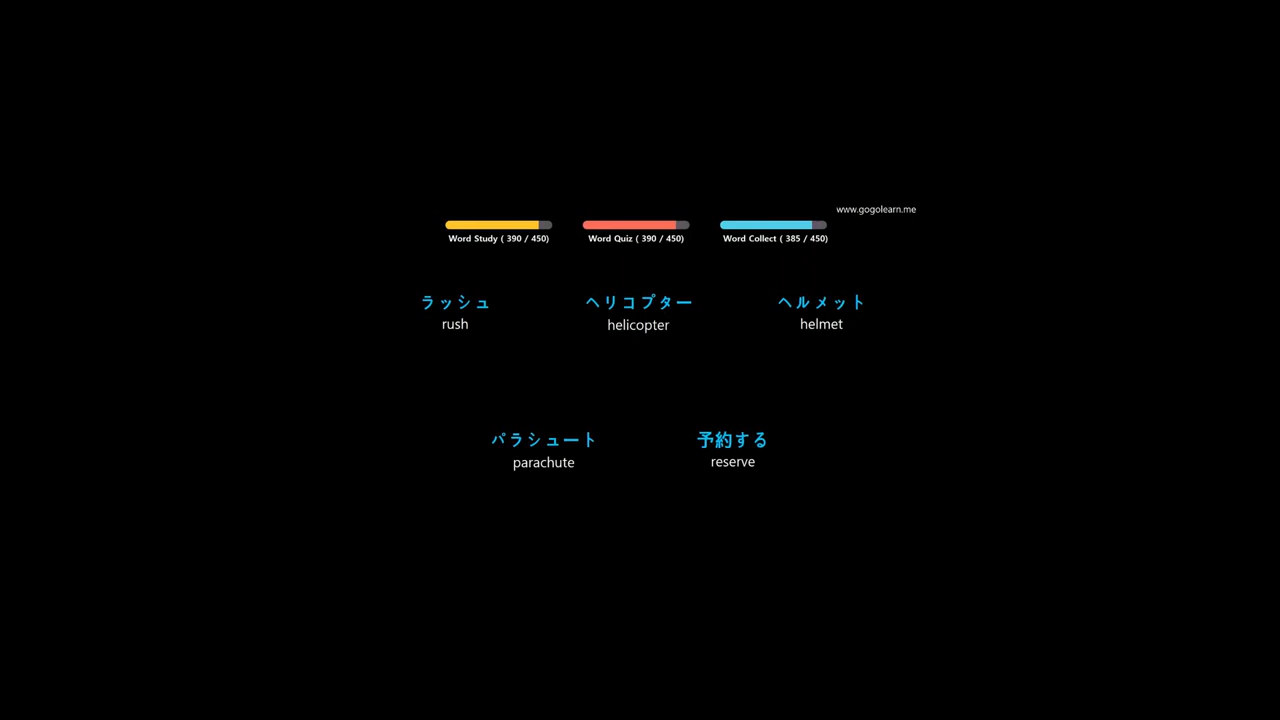 www.gogolearn.me
Word Study ( 390 / 450)
Word Quiz ( 390 / 450)
Word Collect ( 385 / 450)
ラッシュ
rush
ヘリコプター
helicopter
ヘルメット
helmet
パラシュート
parachute
予約する
reserve